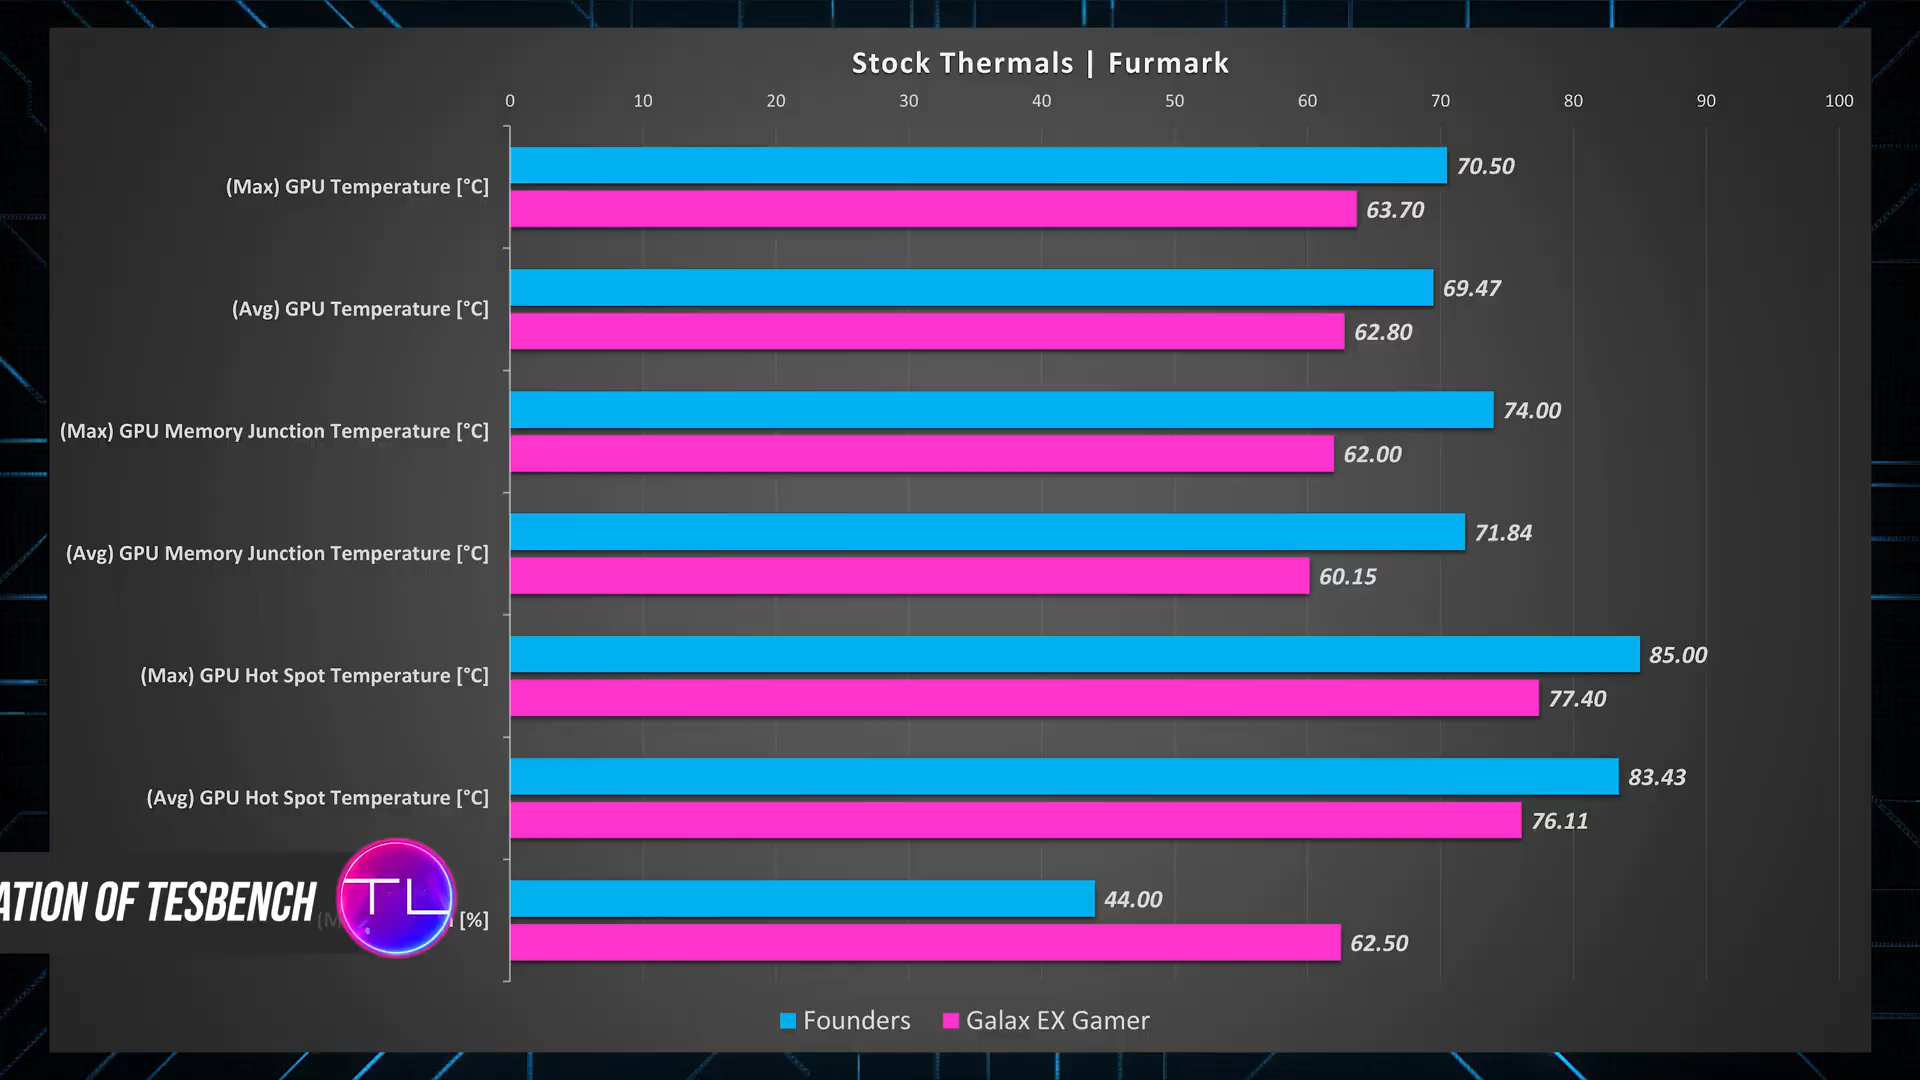 Stock Thermals | Furmark
0 10 20 30 40 50 60 70 80 90 100
(Max) GPU Temperature [°C]
70.50
63.70
(Avg) GPU Temperature [°C]
69.47
62.80
(Max) GPU Memory Junction Temperature [°C]
74.00
62.00
(Avg) GPU Memory Junction Temperature [°C]
71.84
60.15
(Max) GPU Hot Spot Temperature [°C]
85.00
77.40
(Avg) GPU Hot Spot Temperature [°C]
83.43
76.11
ATION OF TESBENCH
TL
[%]
44.00
62.50
Founders
Galax EX Gamer